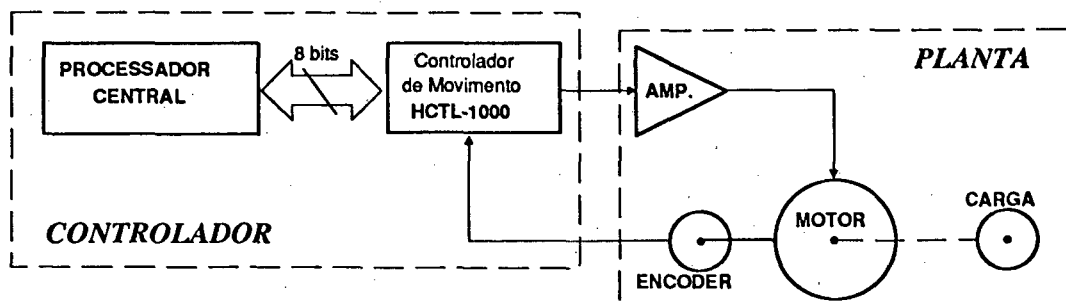 PROCESSADOR
CENTRAL
8 bits
Controlador
de Movimento
HCTL-1000
CONTROLADOR
PLANTA
AMP.
MOTOR
CARGA
ENCODER